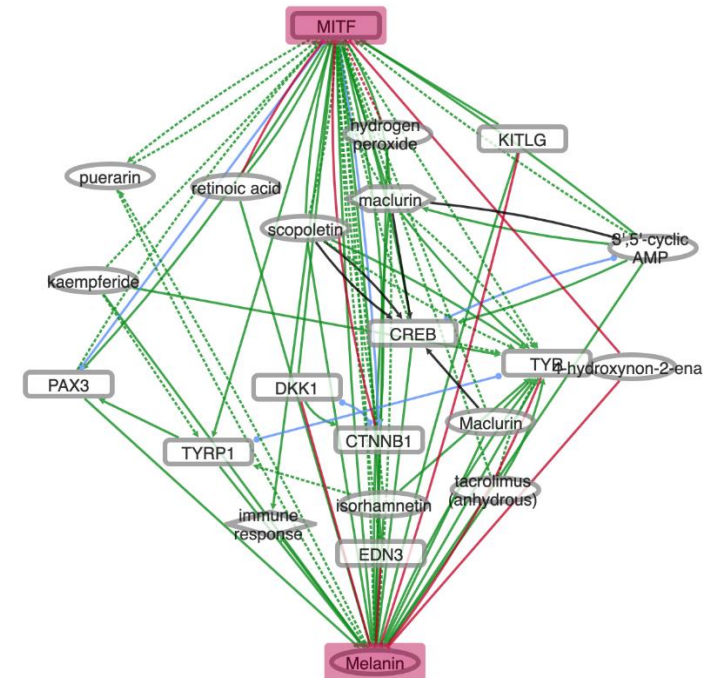 MITF
hydrogen
peroxide
KITLG
puerarin
retinoic acid
maclurin
scopoletin
3',5'-cyclic
AMP
kaempferide
CREB
TYR
4-hydroxynon-2-ena
PAX3
DKK1
Maclurin
CTNNB1
TYRP1
tacrolimus
(anhydrous)
isorhamnetin
immune
response
EDN3
Melanin